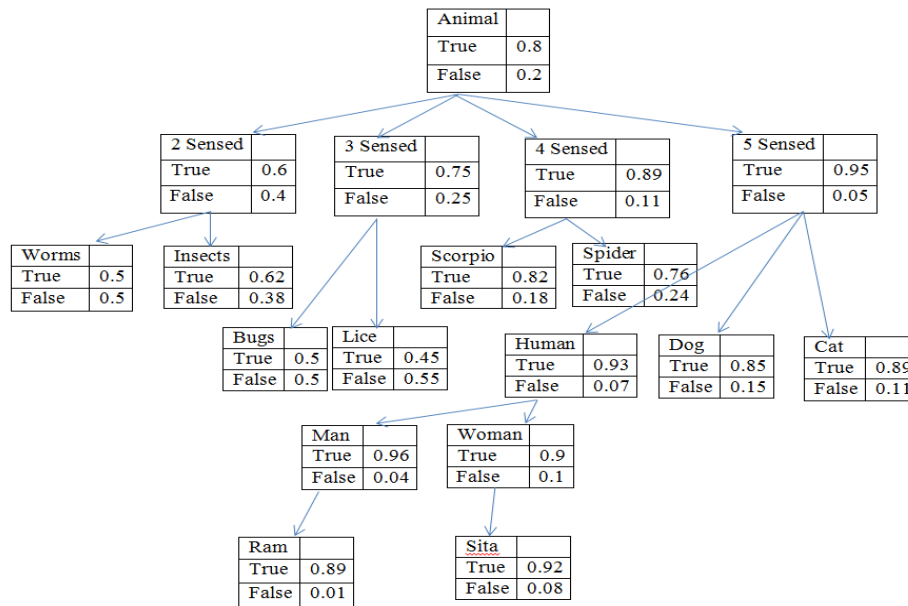 Animal
True 0.8
False 0.2
2 Sensed
True 0.6
False 0.4
3 Sensed
True 0.75
False 0.25
4 Sensed
True 0.89
False 0.11
5 Sensed
True 0.95
False 0.05
Worms
True 0.5
False 0.5
Insects
True 0.62
False 0.38
Scorpio
True 0.82
False 0.18
Spider
True 0.76
False 0.24
Bugs
True 0.5
False 0.5
Lice
True 0.45
False 0.55
Human
True 0.93
False 0.07
Dog
True 0.85
False 0.15
Cat
True 0.89
False 0.11
Man
True 0.96
False 0.04
Woman
True 0.9
False 0.1
Ram
True 0.89
False 0.01
Sita
True 0.92
False 0.08